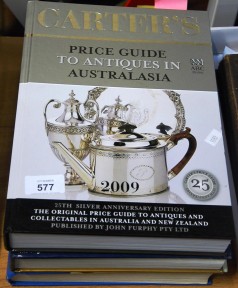 CARTER'S
PRICE GUIDE
TO ANTIQUES IN
AUSTRALASIA
577
2009
25
25TH SILVER ANNIVERSARY EDITION
THE ORIGINAL PRICE GUIDE TO ANTIQUES AND
COLLECTABLES IN AUSTRALIA AND NEW ZEALAND
PUBLISHED BY JOHN FURPHY PTY LTD